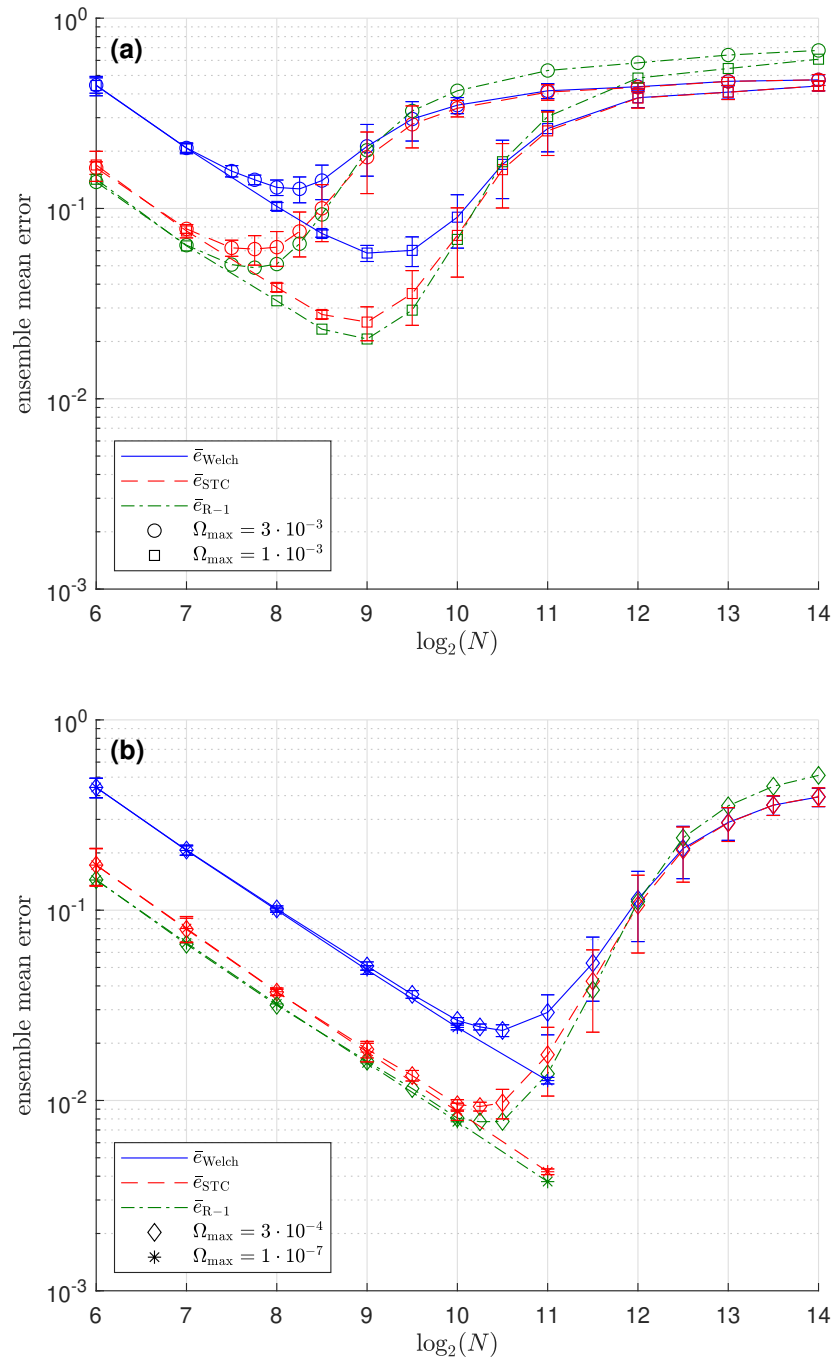 (a)
10^0
10^{-1}
10^{-2}
10^{-3}
ensemble mean error
ē_Welch
ē_STC
ē_{R−1}
Ω_max = 3 · 10^{−3}
Ω_max = 1 · 10^{−3}
6 7 8 9 10 11 12 13 14
log_2(N)
(b)
10^0
10^{-1}
10^{-2}
10^{-3}
ensemble mean error
ē_Welch
ē_STC
ē_{R−1}
Ω_max = 3 · 10^{−4}
Ω_max = 1 · 10^{−7}
6 7 8 9 10 11 12 13 14
log_2(N)